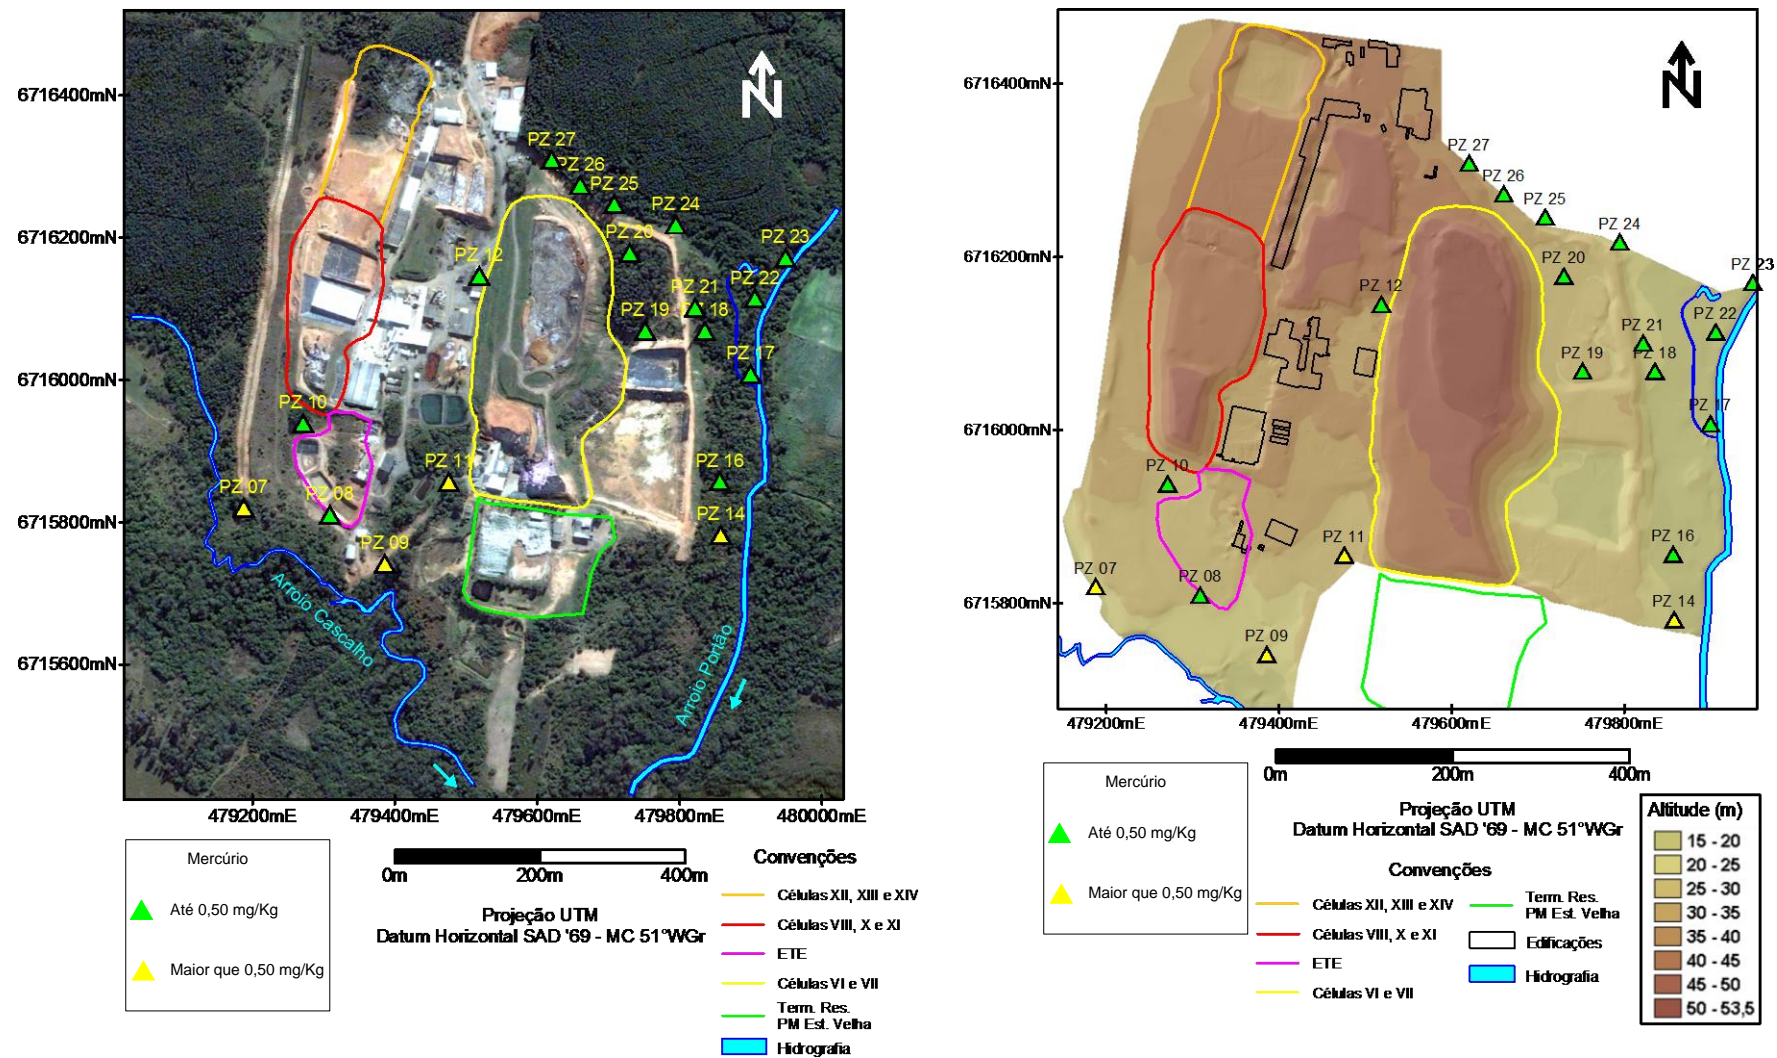 6716400mN
6716200mN
6716000mN
6715800mN
6715600mN
N
PZ 27
PZ 26
PZ 25
PZ 24
PZ 20
PZ 23
PZ 12
PZ 22
PZ 21
PZ 19
PZ 18
PZ 17
PZ 10
PZ 11
PZ 16
PZ 07
PZ 08
PZ 14
PZ 09
Arroio Cascalho
Arroio Portão
479200mE
479400mE
479600mE
479800mE
480000mE
Mercúrio
Até 0,50 mg/Kg
Maior que 0,50 mg/Kg
0m
200m
400m
Projeção UTM
Datum Horizontal SAD '69 - MC 51°WGr
Convenções
Células XII, XIII e XIV
Células VIII, X e XI
ETE
Células VI e VII
Term. Res.
PM Est. Velha
Hidrografia
6716400mN
6716200mN
6716000mN
6715800mN
N
PZ 27
PZ 26
PZ 25
PZ 24
PZ 20
PZ 23
PZ 12
PZ 22
PZ 21
PZ 19
PZ 18
PZ 17
PZ 10
PZ 11
PZ 16
PZ 07
PZ 08
PZ 14
PZ 09
479200mE
479400mE
479600mE
479800mE
Mercúrio
Até 0,50 mg/Kg
Maior que 0,50 mg/Kg
0m
200m
400m
Projeção UTM
Datum Horizontal SAD '69 - MC 51°WGr
Convenções
Células XII, XIII e XIV
Células VIII, X e XI
ETE
Células VI e VII
Term. Res.
PM Est. Velha
Edificações
Hidrografia
Altitude (m)
15 - 20
20 - 25
25 - 30
30 - 35
35 - 40
40 - 45
45 - 50
50 - 53,5